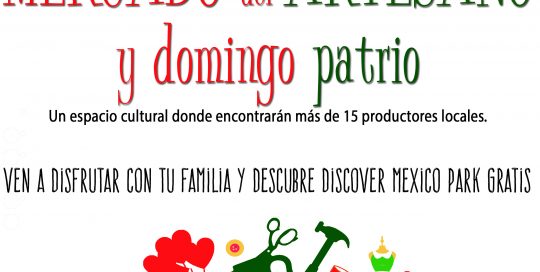 MERCADO del ARTESANO
y domingo patrio
Un espacio cultural donde encontrarán más de 15 productores locales.
VEN A DISFRUTAR CON TU FAMILIA Y DESCUBRE DISCOVER MEXICO PARK GRATIS